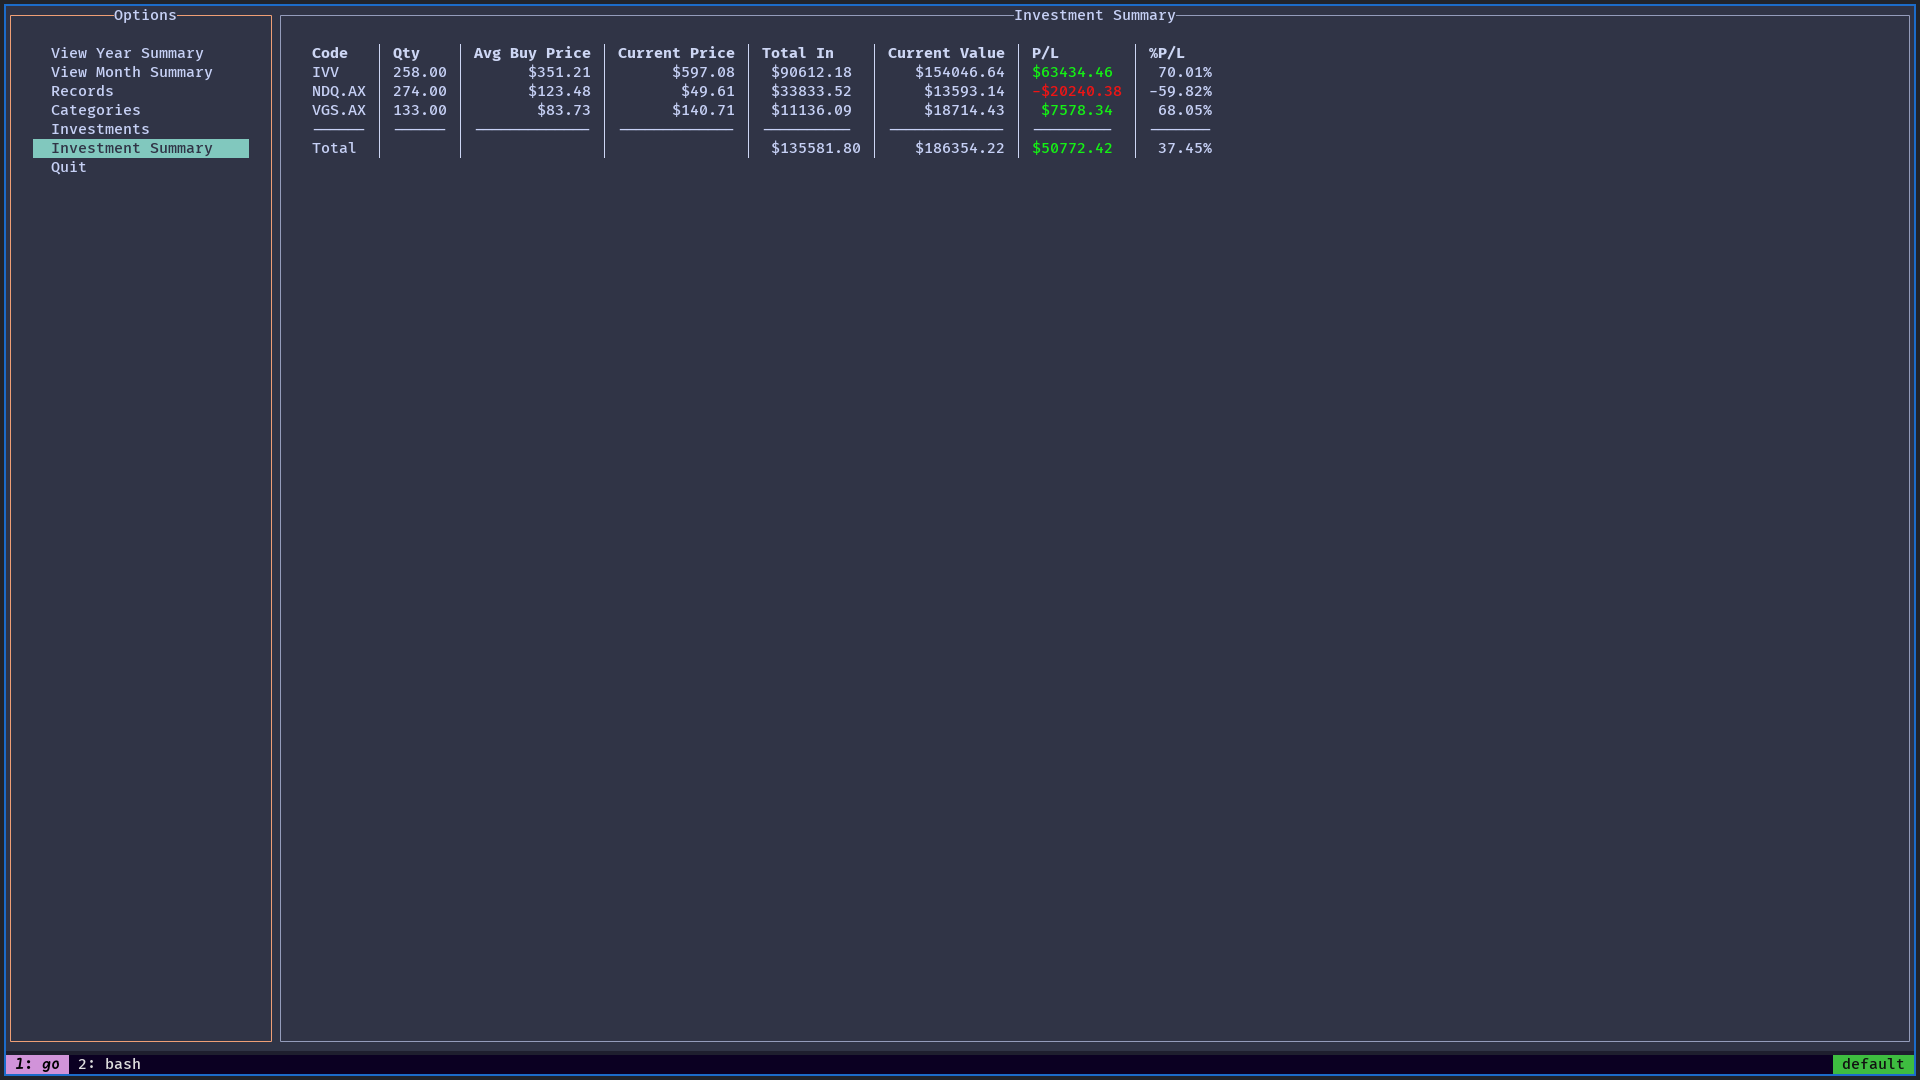 Options
View Year Summary
View Month Summary
Records
Categories
Investments
Investment Summary
Quit
Investment Summary
Code Qty Avg Buy Price Current Price Total In Current Value P/L %P/L
IVV 258.00 $351.21 $597.08 $90612.18 $154046.64 $63434.46 70.01%
NDQ.AX 274.00 $123.48 $49.61 $33833.52 $13593.14 -$20240.38 -59.82%
VGS.AX 133.00 $83.73 $140.71 $11136.09 $18714.43 $7578.34 68.05%
Total $135581.80 $186354.22 $50772.42 37.45%
1: go 2: bash default